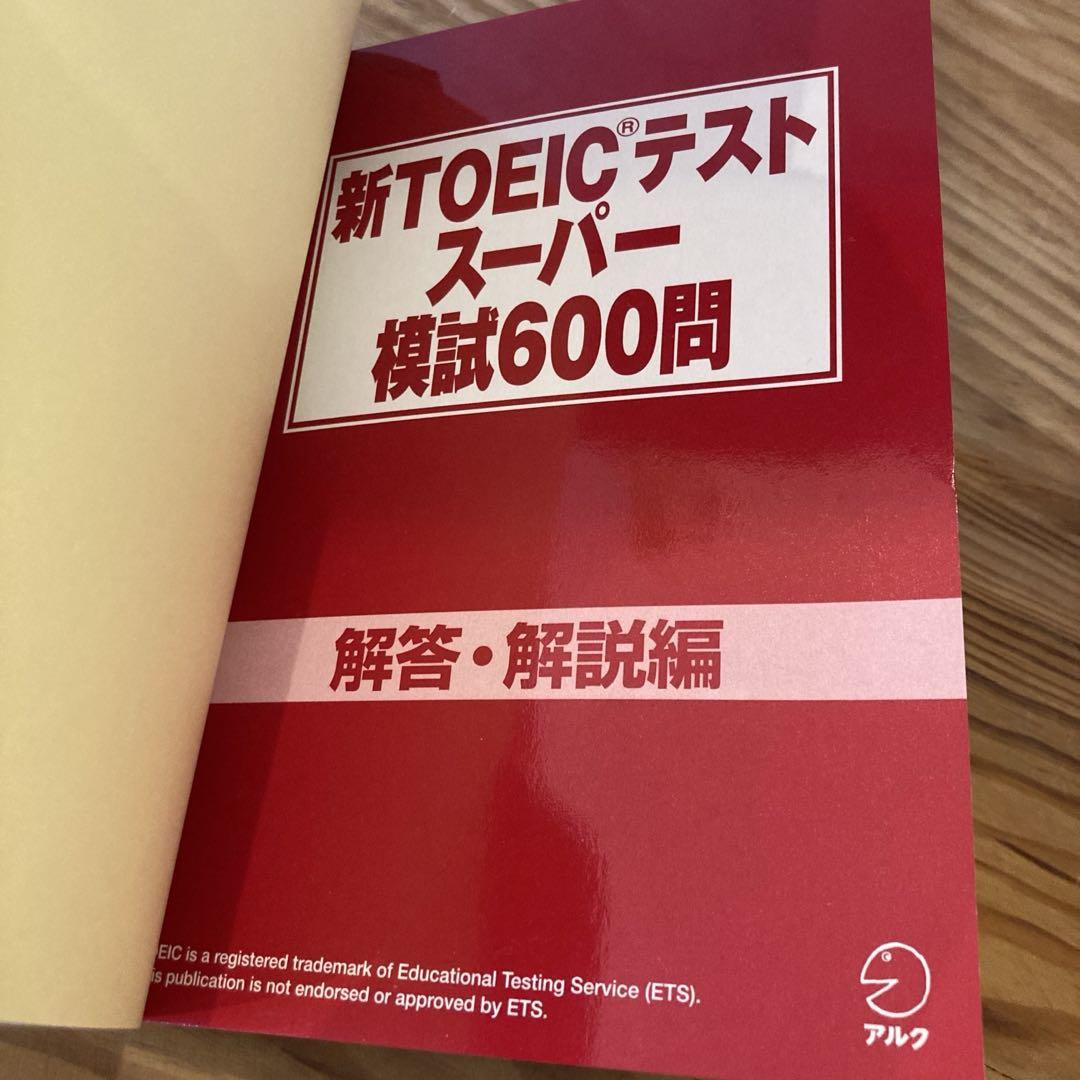 新TOEIC®テスト
スーパー
模試600問
解答・解説編
EIC is a registered trademark of Educational Testing Service (ETS).
is publication is not endorsed or approved by ETS.
アルク